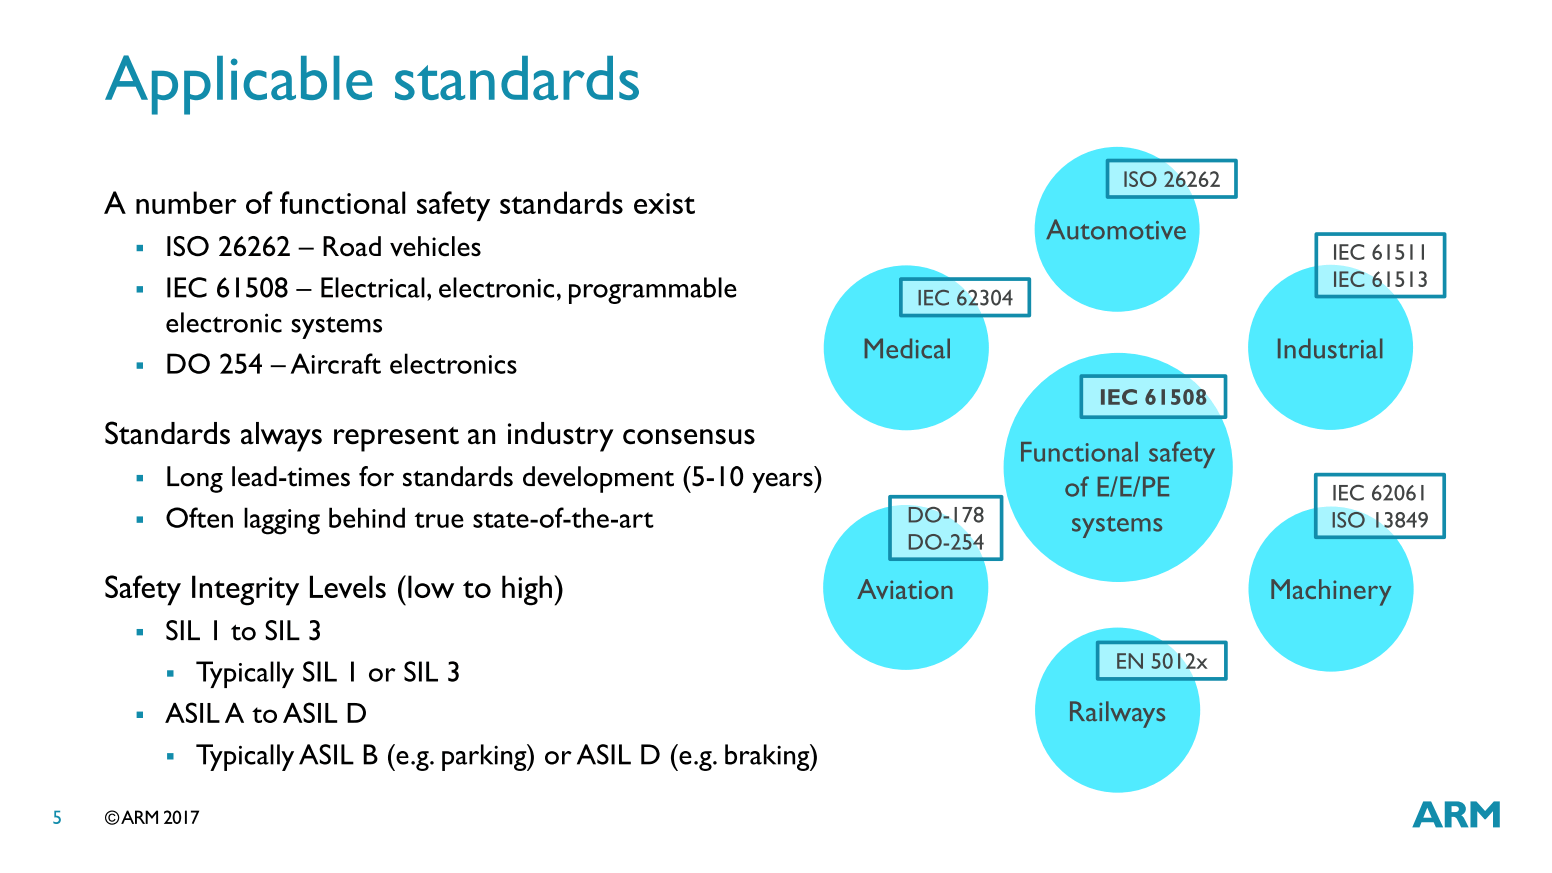 Applicable standards
A number of functional safety standards exist
▪ ISO 26262 – Road vehicles
▪ IEC 61508 – Electrical, electronic, programmable
electronic systems
▪ DO 254 – Aircraft electronics
Standards always represent an industry consensus
▪ Long lead-times for standards development (5-10 years)
▪ Often lagging behind true state-of-the-art
Safety Integrity Levels (low to high)
▪ SIL 1 to SIL 3
▪ Typically SIL 1 or SIL 3
▪ ASIL A to ASIL D
▪ Typically ASIL B (e.g. parking) or ASIL D (e.g. braking)
ISO 26262
Automotive
IEC 61511
IEC 61513
Industrial
IEC 62304
Medical
IEC 61508
Functional safety
of E/E/PE
systems
IEC 62061
ISO 13849
Machinery
DO-178
DO-254
Aviation
EN 5012x
Railways
5
© ARM 2017
ARM